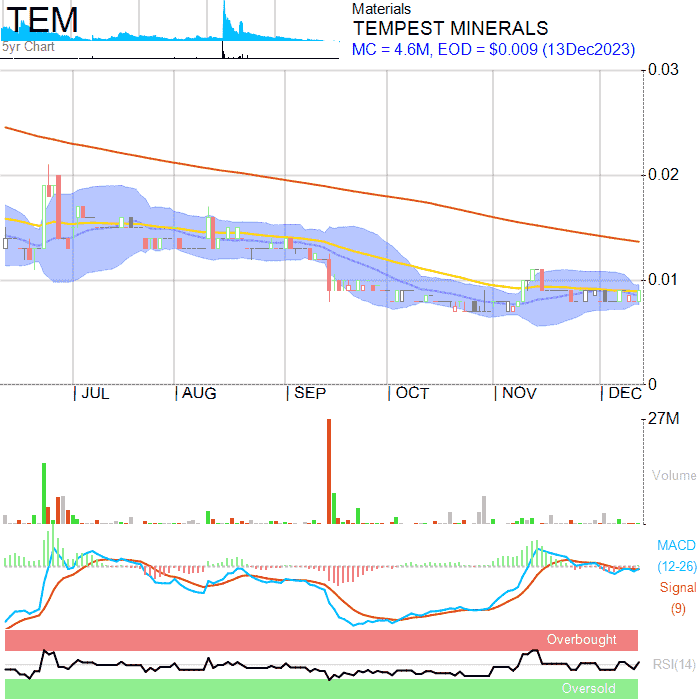 TEM
5yr Chart
Materials
TEMPEST MINERALS
MC = 4.6M, EOD = $0.009 (13Dec2023)
0.03
0.02
0.01
0
| JUL | AUG | SEP | OCT | NOV | DEC
27M
Volume
MACD
(12-26)
Signal
(9)
Overbought
RSI(14)
Oversold